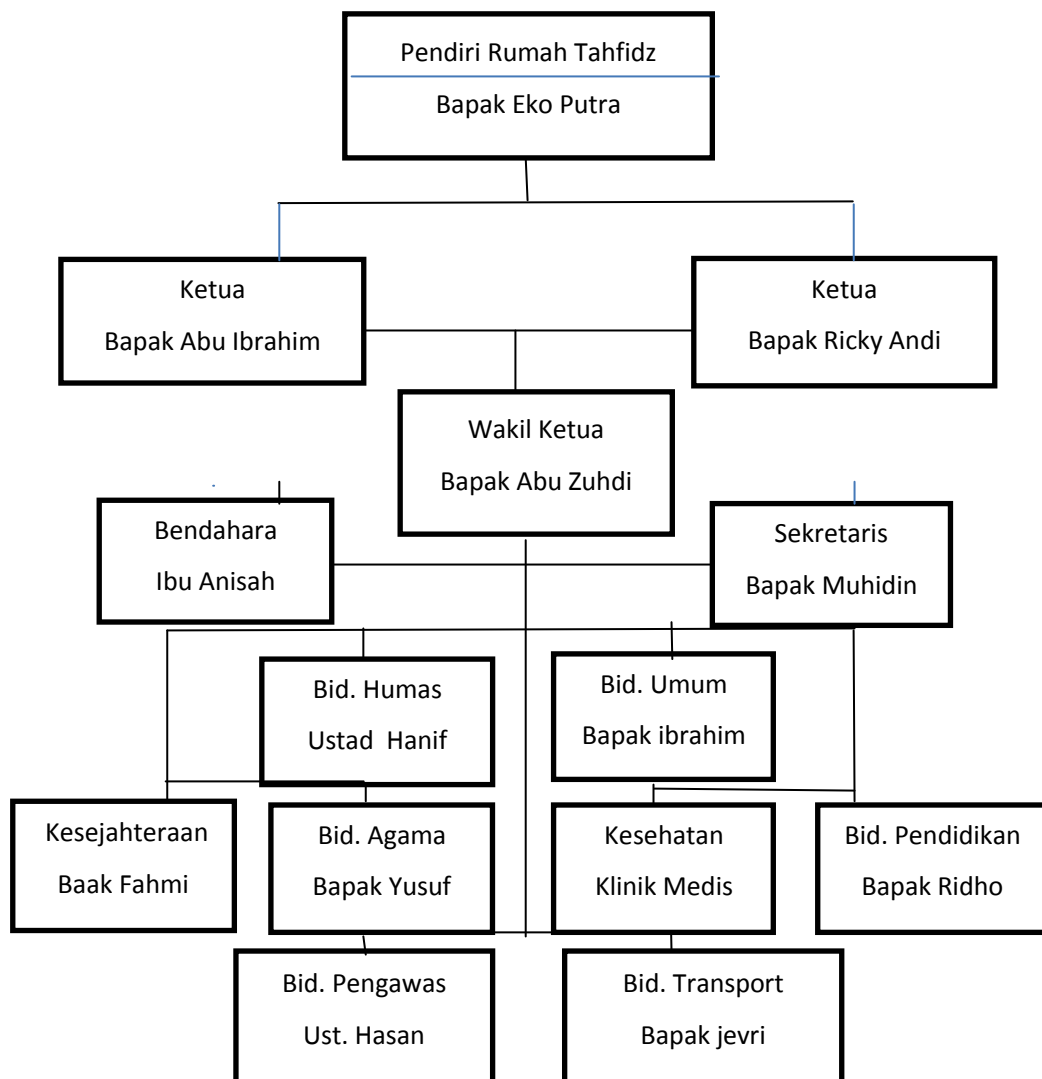 Pendiri Rumah Tahfidz
Bapak Eko Putra
Ketua
Bapak Abu Ibrahim
Ketua
Bapak Ricky Andi
Wakil Ketua
Bapak Abu Zuhdi
Bendahara
Ibu Anisah
Sekretaris
Bapak Muhidin
Bid. Humas
Ustad Hanif
Bid. Umum
Bapak ibrahim
Kesejahteraan
Baak Fahmi
Bid. Agama
Bapak Yusuf
Kesehatan
Klinik Medis
Bid. Pendidikan
Bapak Ridho
Bid. Pengawas
Ust. Hasan
Bid. Transport
Bapak jevri